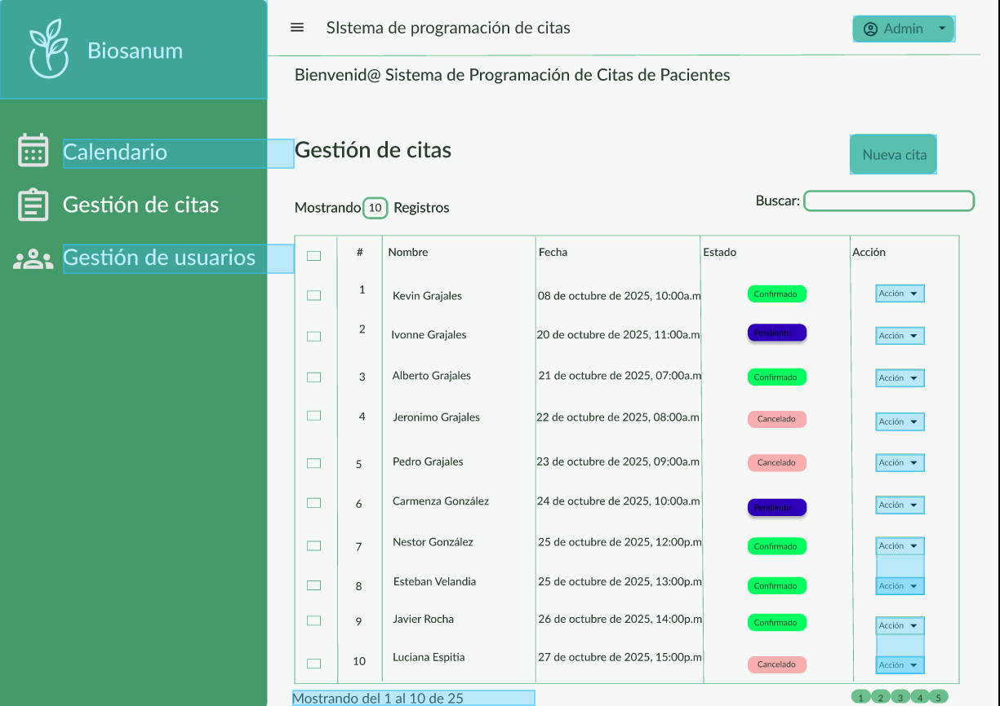 Biosanum
SIstema de programación de citas
Admin
Bienvenid@ Sistema de Programación de Citas de Pacientes
Calendario
Gestión de citas
Gestión de usuarios
Gestión de citas
Nueva cita
Mostrando 10 Registros
Buscar:
# Nombre Fecha Estado Acción
1 Kevin Grajales 08 de octubre de 2025, 10:00a.m Confirmado Acción
2 Ivonne Grajales 20 de octubre de 2025, 11:00a.m Pendiente Acción
3 Alberto Grajales 21 de octubre de 2025, 07:00a.m Confirmado Acción
4 Jeronimo Grajales 22 de octubre de 2025, 08:00a.m Cancelado Acción
5 Pedro Grajales 23 de octubre de 2025, 09:00a.m Cancelado Acción
6 Carmenza González 24 de octubre de 2025, 10:00a.m Pendiente Acción
7 Nestor González 25 de octubre de 2025, 12:00p.m Confirmado Acción
8 Esteban Velandia 25 de octubre de 2025, 13:00p.m Confirmado Acción
9 Javier Rocha 26 de octubre de 2025, 14:00p.m Confirmado Acción
10 Luciana Espitia 27 de octubre de 2025, 15:00p.m Cancelado Acción
Mostrando del 1 al 10 de 25
1 2 3 4 5